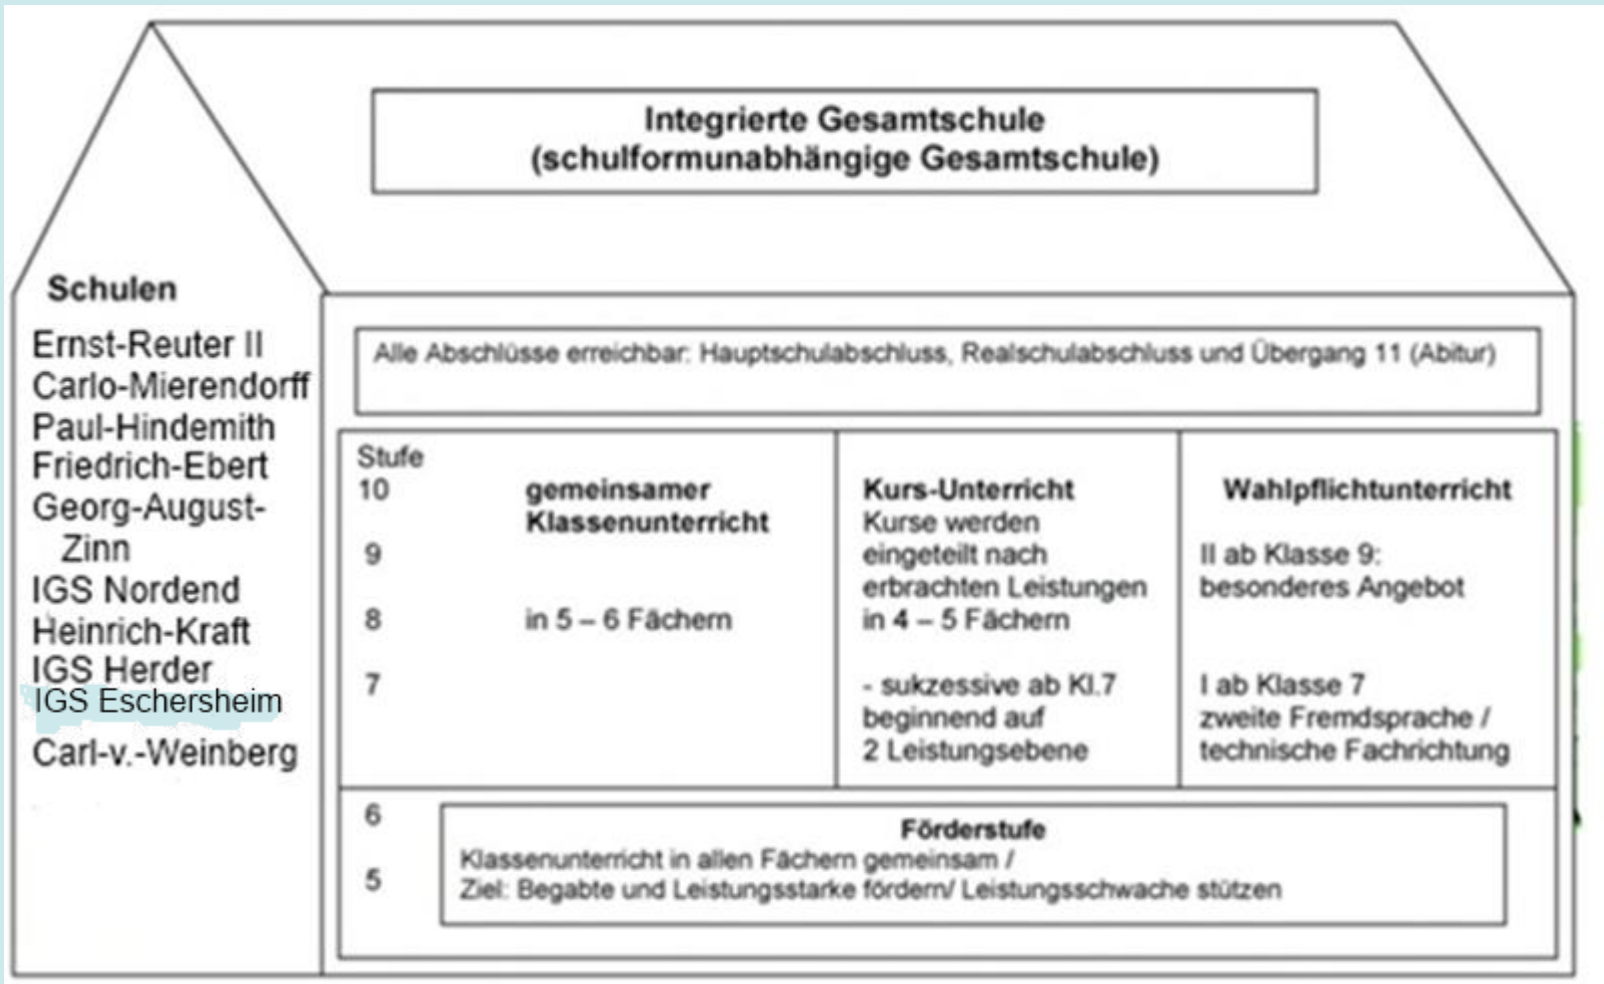 Integrierte Gesamtschule
(schulformunabhängige Gesamtschule)
Schulen
Ernst-Reuter II
Carlo-Mierendorff
Paul-Hindemith
Friedrich-Ebert
Georg-August-
Zinn
IGS Nordend
Heinrich-Kraft
IGS Herder
IGS Eschersheim
Carl-v.-Weinberg
Alle Abschlüsse erreichbar: Hauptschulabschluss, Realschulabschluss und Übergang 11 (Abitur)
Stufe
10
9
8
7
gemeinsamer
Klassenunterricht
in 5 – 6 Fächern
Kurs-Unterricht
Kurse werden
eingeteilt nach
erbrachten Leistungen
in 4 – 5 Fächern
- sukzessive ab Kl.7
beginnend auf
2 Leistungsebene
Wahlpflichtunterricht
II ab Klasse 9:
besonderes Angebot
I ab Klasse 7
zweite Fremdsprache /
technische Fachrichtung
6
5
Förderstufe
Klassenunterricht in allen Fächern gemeinsam /
Ziel: Begabte und Leistungsstarke fördern/ Leistungsschwache stützen